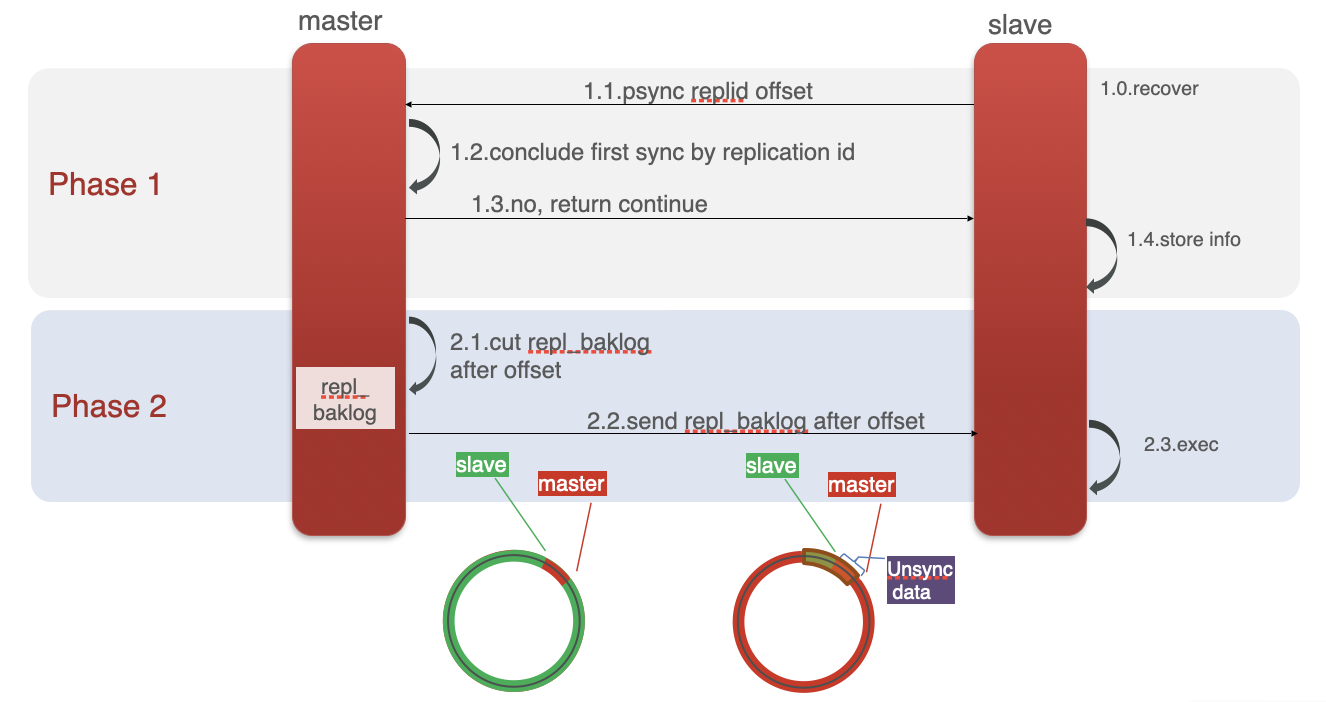 master
slave
1.0.recover
1.1.psync replid offset
1.2.conclude first sync by replication id
Phase 1
1.3.no, return continue
1.4.store info
2.1.cut repl_baklog
after offset
Phase 2
repl_
baklog
2.2.send repl_baklog after offset
2.3.exec
slave
master
slave
master
Unsync
data